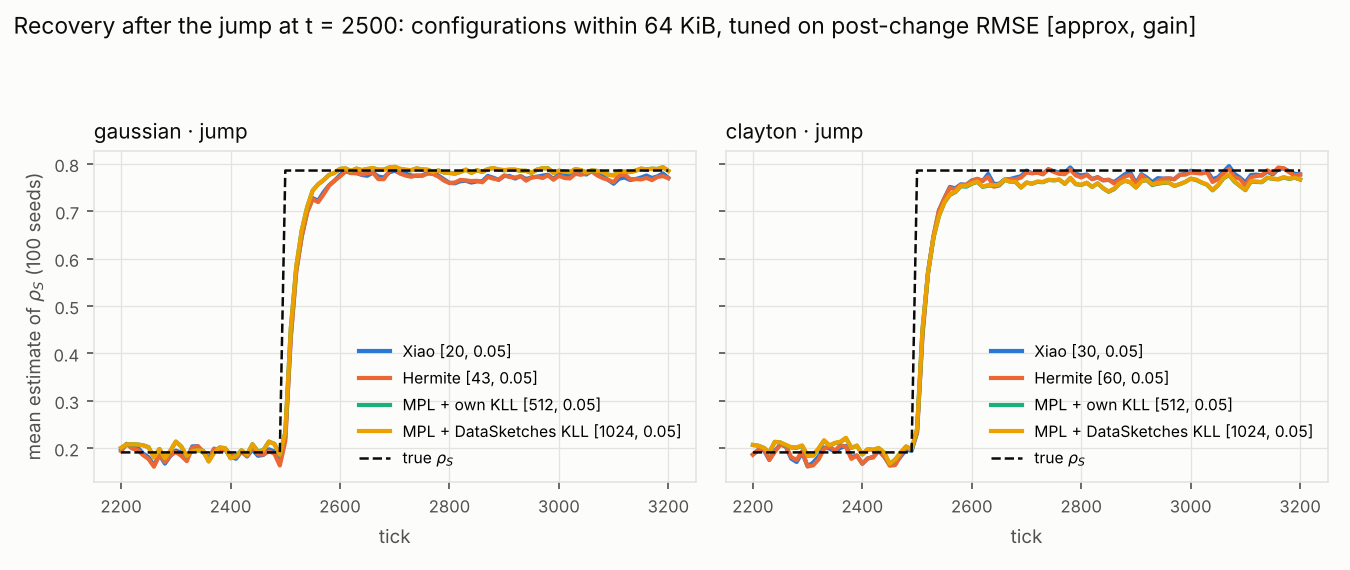 Recovery after the jump at t = 2500: configurations within 64 KiB, tuned on post-change RMSE [approx, gain]
gaussian · jump
mean estimate of ρS (100 seeds)
0.8
0.7
0.6
0.5
0.4
0.3
0.2
Xiao [20, 0.05]
Hermite [43, 0.05]
MPL + own KLL [512, 0.05]
MPL + DataSketches KLL [1024, 0.05]
true ρS
2200 2400 2600 2800 3000 3200
tick
clayton · jump
Xiao [30, 0.05]
Hermite [60, 0.05]
MPL + own KLL [512, 0.05]
MPL + DataSketches KLL [1024, 0.05]
true ρS
2200 2400 2600 2800 3000 3200
tick